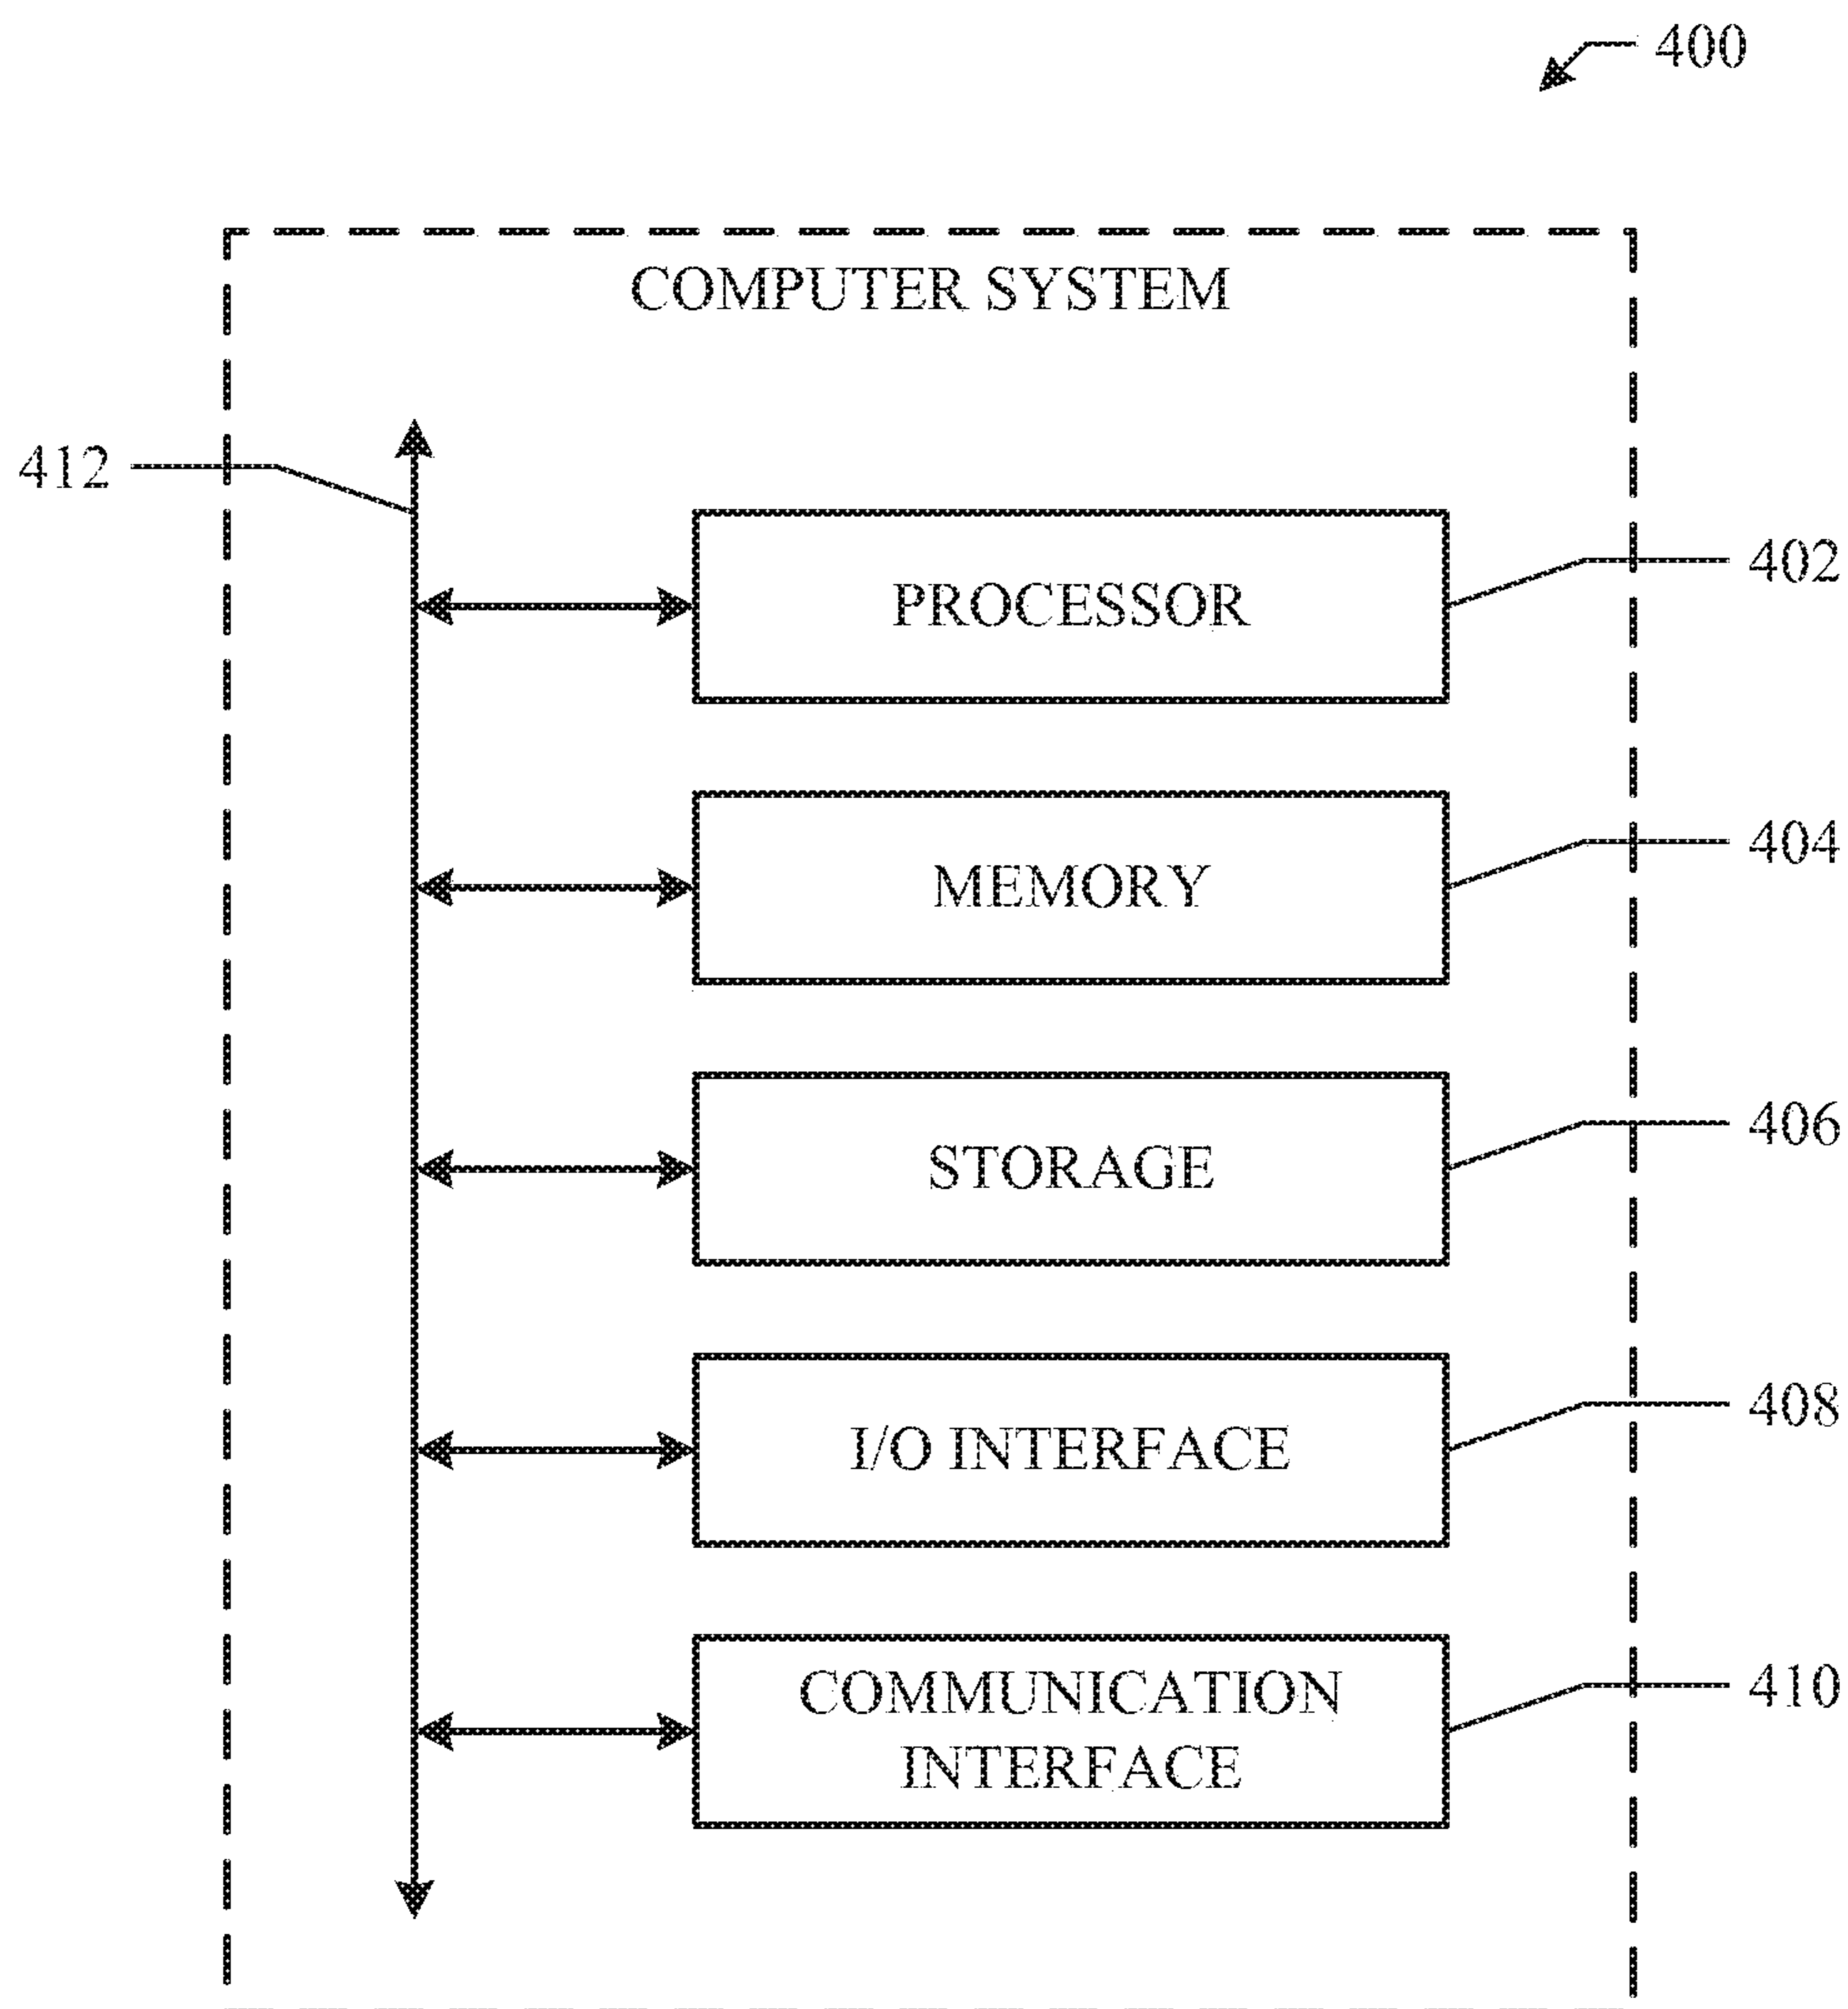 400
COMPUTER SYSTEM
412
PROCESSOR
402
MEMORY
404
STORAGE
406
I/O INTERFACE
408
COMMUNICATION
INTERFACE
410